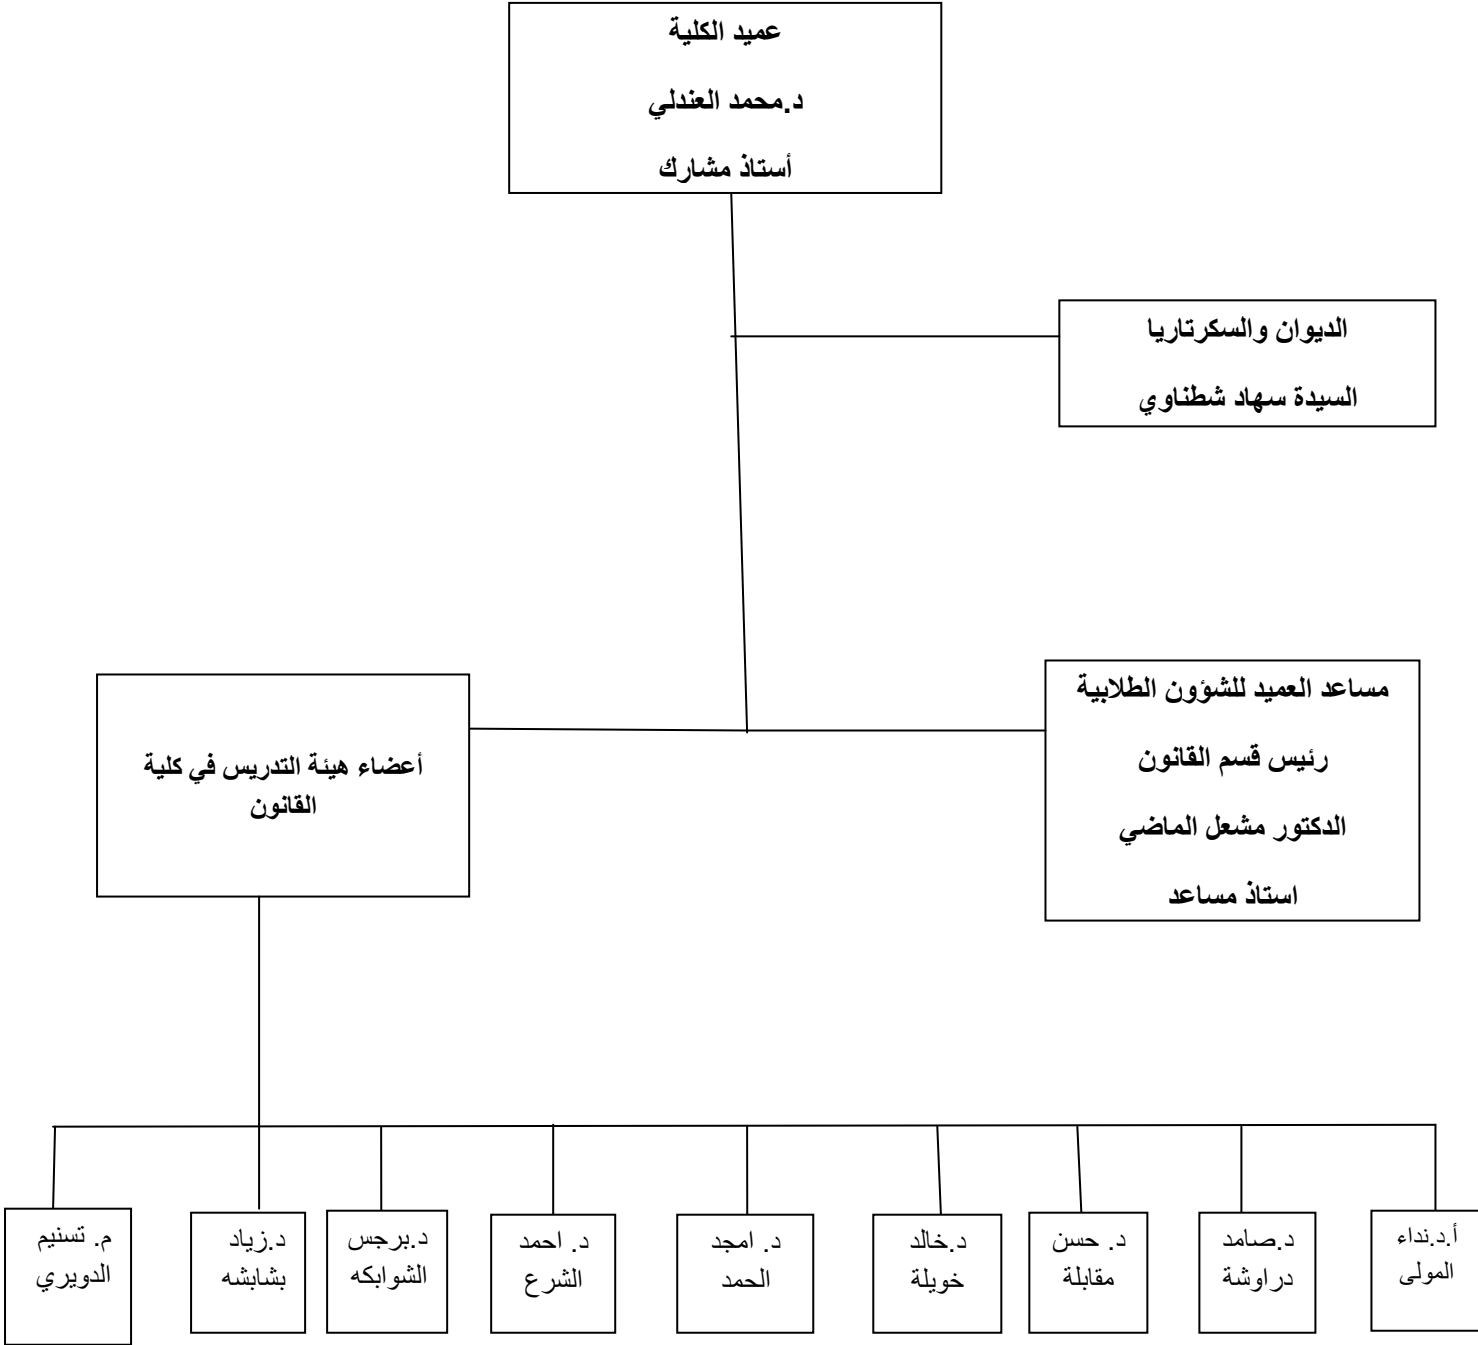 عميد الكلية
د.محمد العندلي
أستاذ مشارك
الديوان والسكرتاريا
السيدة سهاد شطناوي
مساعد العميد للشؤون الطلابية
رئيس قسم القانون
الدكتور مشعل الماضي
استاذ مساعد
أعضاء هيئة التدريس في كلية
القانون
أ.د.نداء
المولى
د.صامد
دراوشة
د. حسن
مقابلة
د.خالد
خويلة
د. امجد
الحمد
د. احمد
الشرع
د.برجس
الشوابكه
د.زياد
بشابشه
م. تسنيم
الدويري